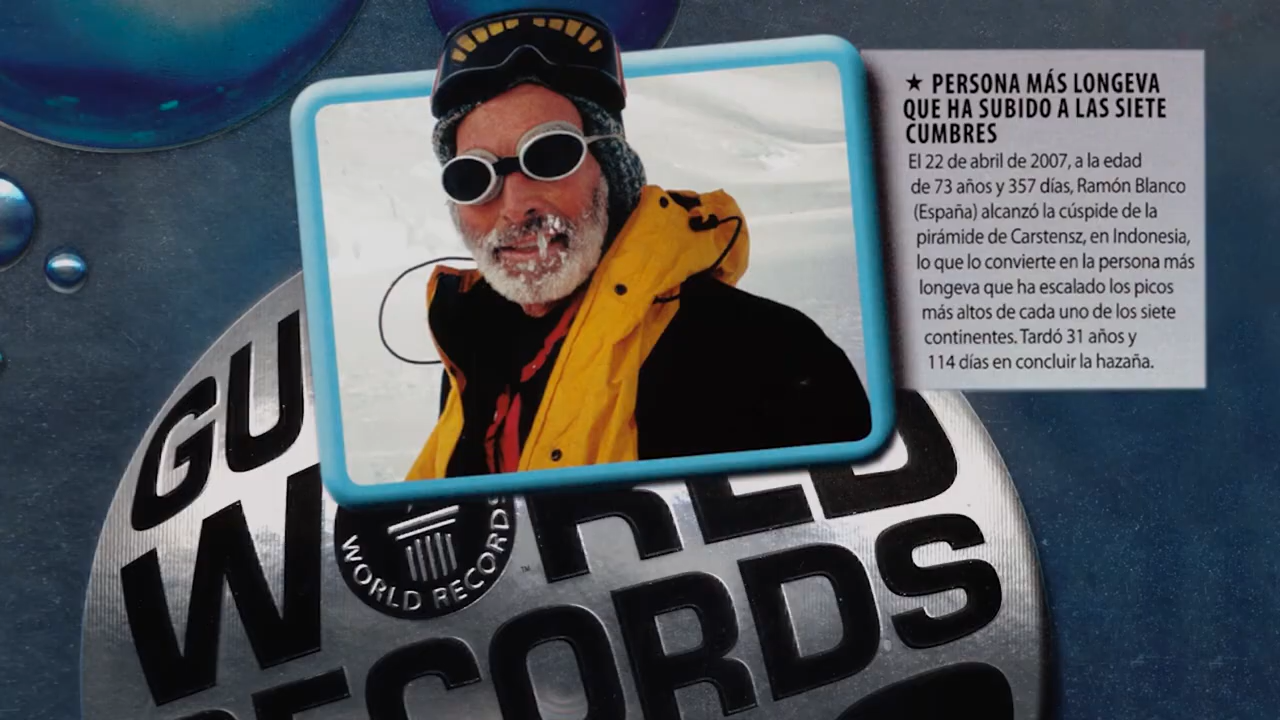 ★ PERSONA MÁS LONGEVA
QUE HA SUBIDO A LAS SIETE
CUMBRES
El 22 de abril de 2007, a la edad
de 73 años y 357 días, Ramón Blanco
(España) alcanzó la cúspide de la
pirámide de Carstensz, en Indonesia,
lo que lo convierte en la persona más
longeva que ha escalado los picos
más altos de cada uno de los siete
continentes. Tardó 31 años y
114 días en concluir la hazaña.
GU
WORLD
WORLD RECORDS
™
RECORDS